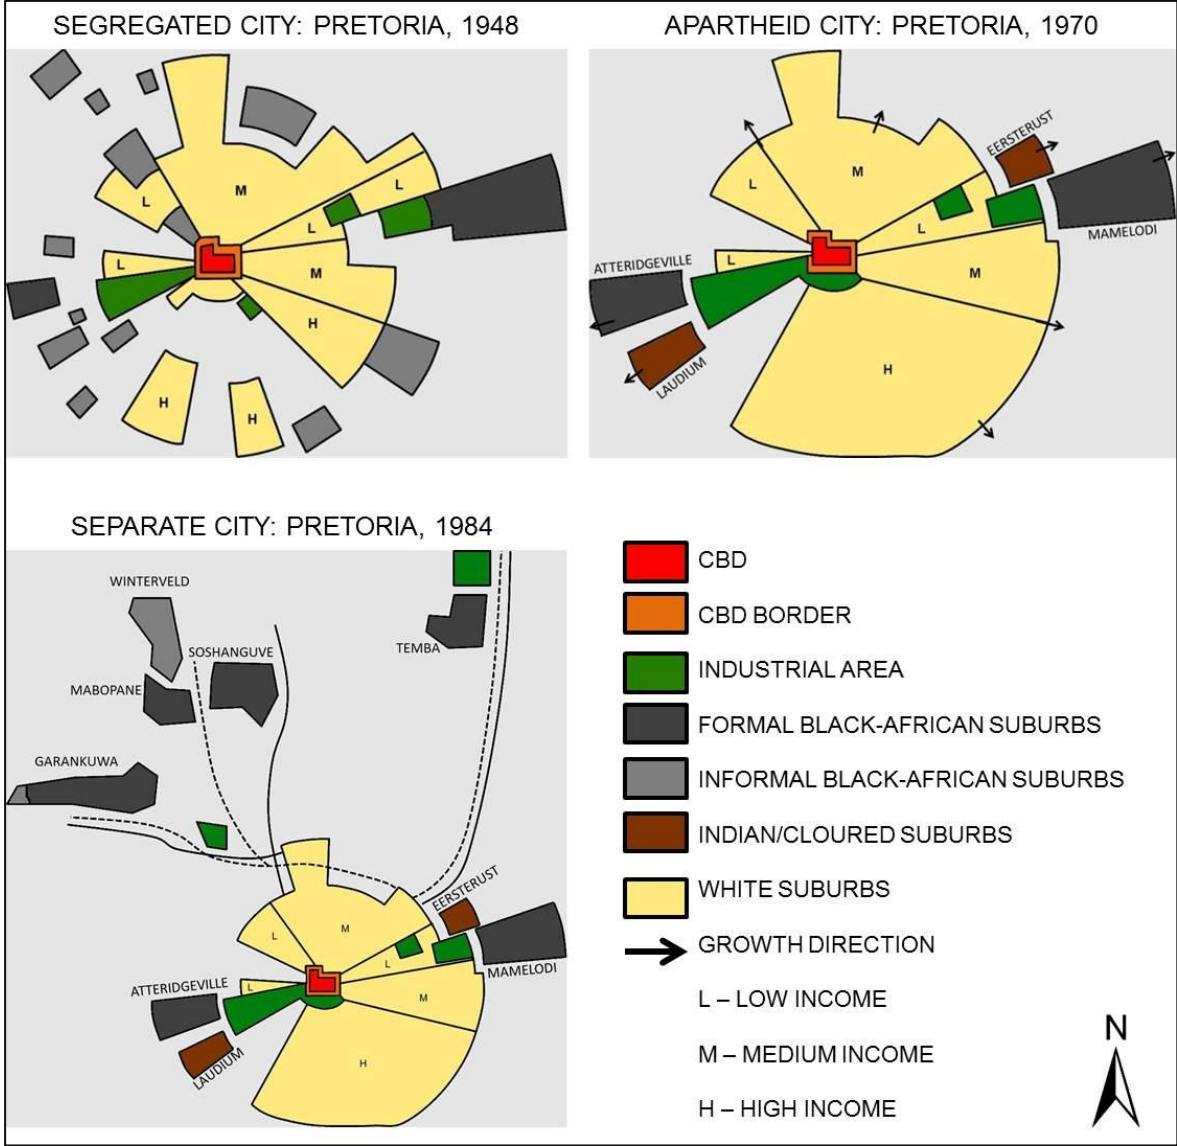 SEGREGATED CITY: PRETORIA, 1948
M
L
L
L
L
M
H
H
H
APARTHEID CITY: PRETORIA, 1970
EERSTERUST
MAMELODI
ATTERIDGEVILLE
LAUDIUM
L
M
L
M
L
H
SEPARATE CITY: PRETORIA, 1984
WINTERVELD
SOSHANGUVE
MABOPANE
GARANKUWA
TEMBA
EERSTERUST
MAMELODI
ATTERIDGEVILLE
LAUDIUM
L
M
L
L
M
H
CBD
CBD BORDER
INDUSTRIAL AREA
FORMAL BLACK-AFRICAN SUBURBS
INFORMAL BLACK-AFRICAN SUBURBS
INDIAN/CLOURED SUBURBS
WHITE SUBURBS
GROWTH DIRECTION
L – LOW INCOME
M – MEDIUM INCOME
H – HIGH INCOME
N